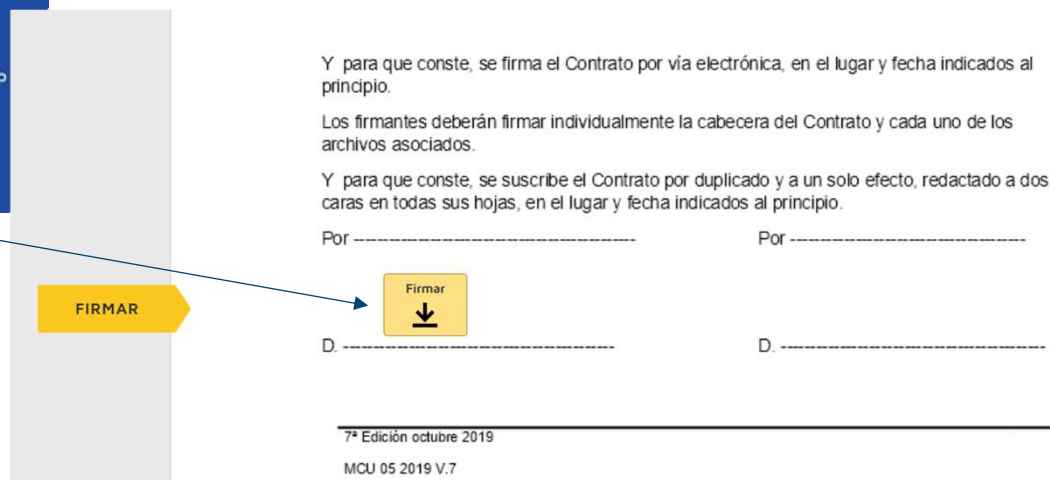 Y para que conste, se firma el Contrato por vía electrónica, en el lugar y fecha indicados al
principio.
Los firmantes deberán firmar individualmente la cabecera del Contrato y cada uno de los
archivos asociados.
Y para que conste, se suscribe el Contrato por duplicado y a un solo efecto, redactado a dos
caras en todas sus hojas, en el lugar y fecha indicados al principio.
Por ------------------------------------------------ Por ----------------------------------------
Firmar
FIRMAR
D. ---------------------------------------------- D. ---------------------------------------------
7ª Edición octubre 2019
MCU 05 2019 V.7